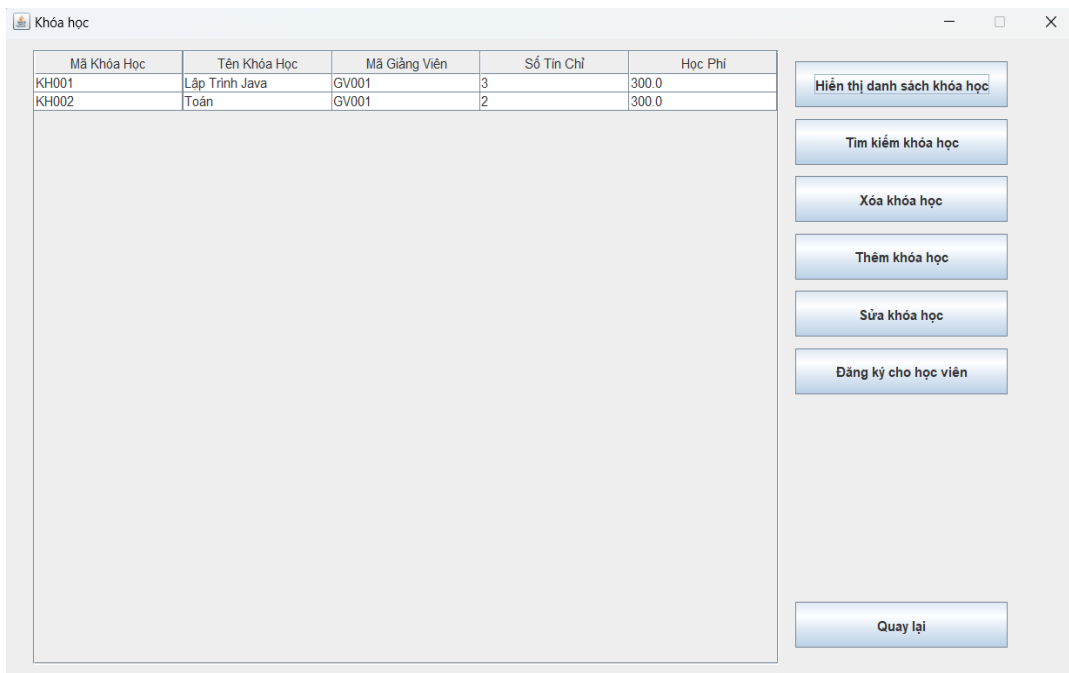 Khóa học
Mã Khóa Học Tên Khóa Học Mã Giảng Viên Số Tín Chỉ Học Phí
KH001 Lập Trình Java GV001 3 300.0
KH002 Toán GV001 2 300.0
Hiển thị danh sách khóa học
Tìm kiếm khóa học
Xóa khóa học
Thêm khóa học
Sửa khóa học
Đăng ký cho học viên
Quay lại